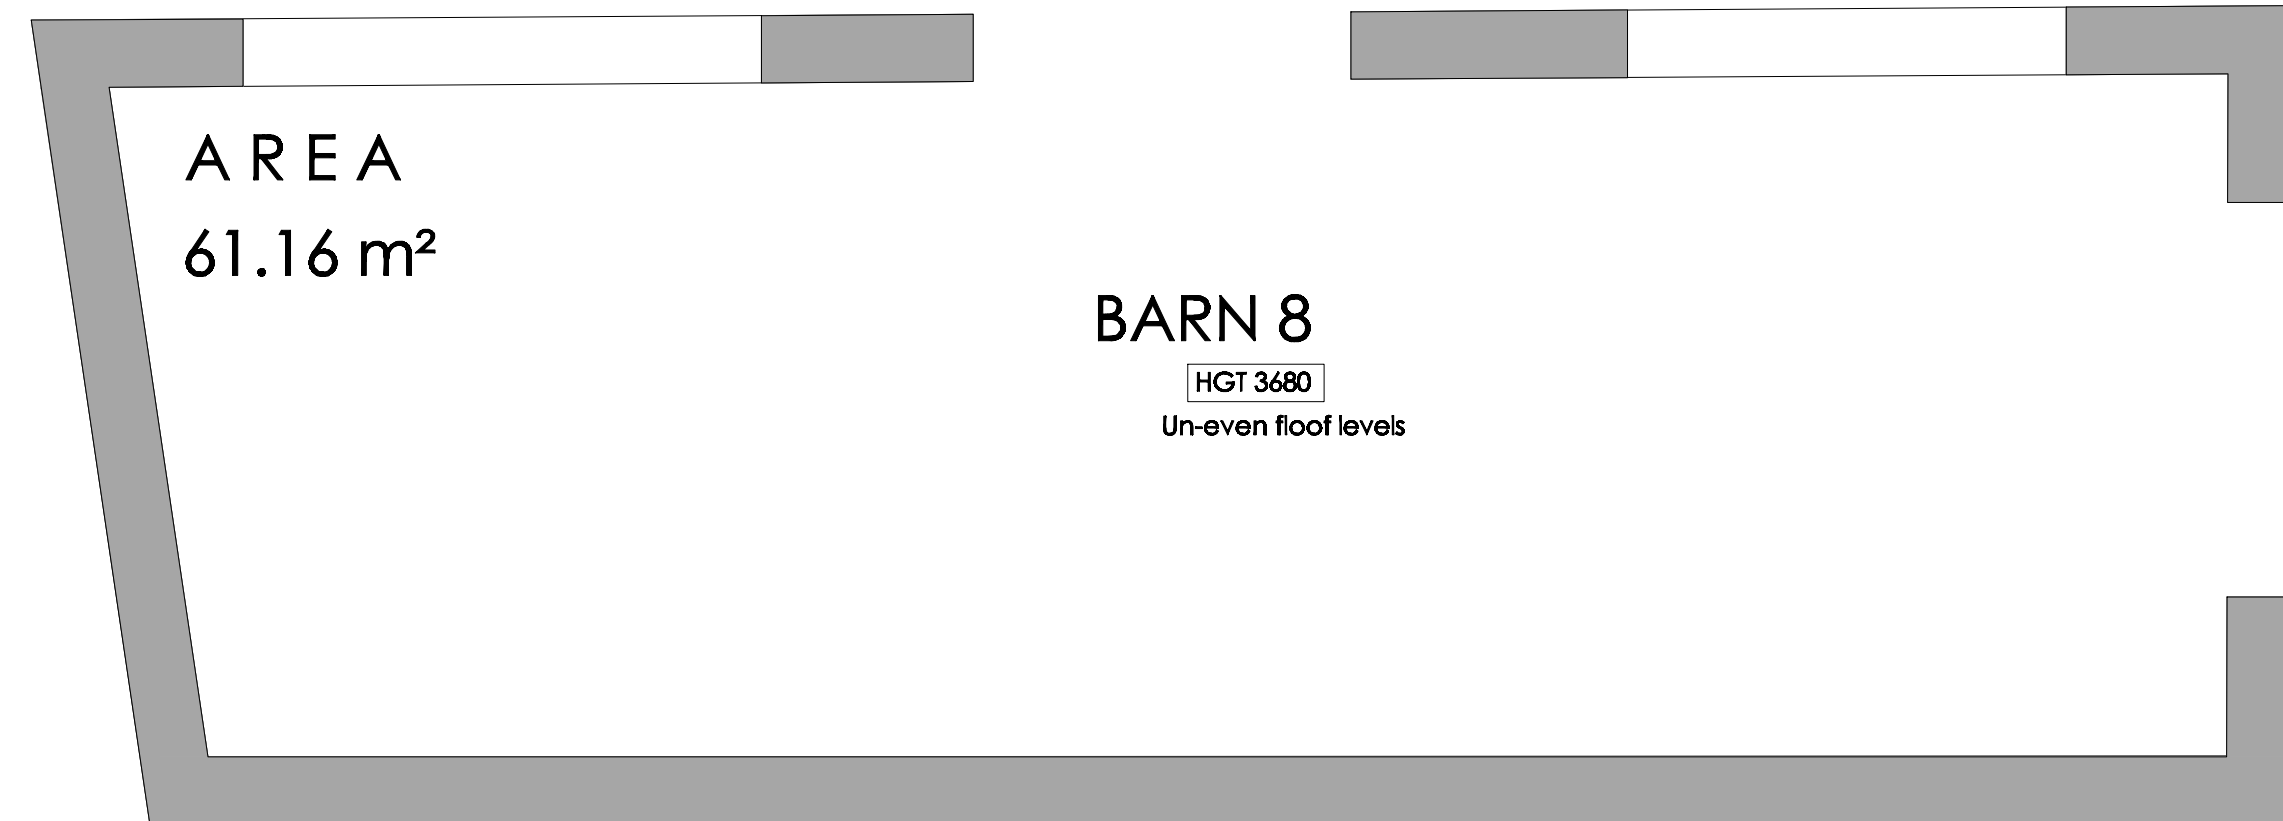 AREA
61.16 m²
BARN 8
HGT 3680
Un-even floof levels